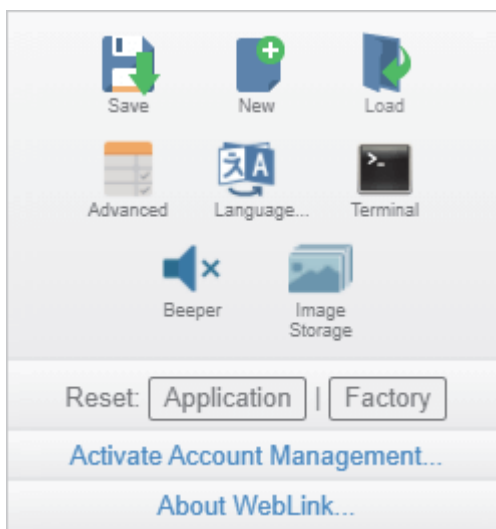 Save
New
Load
Advanced
Language...
Terminal
Beeper
Image
Storage
Reset: Application | Factory
Activate Account Management...
About WebLink...